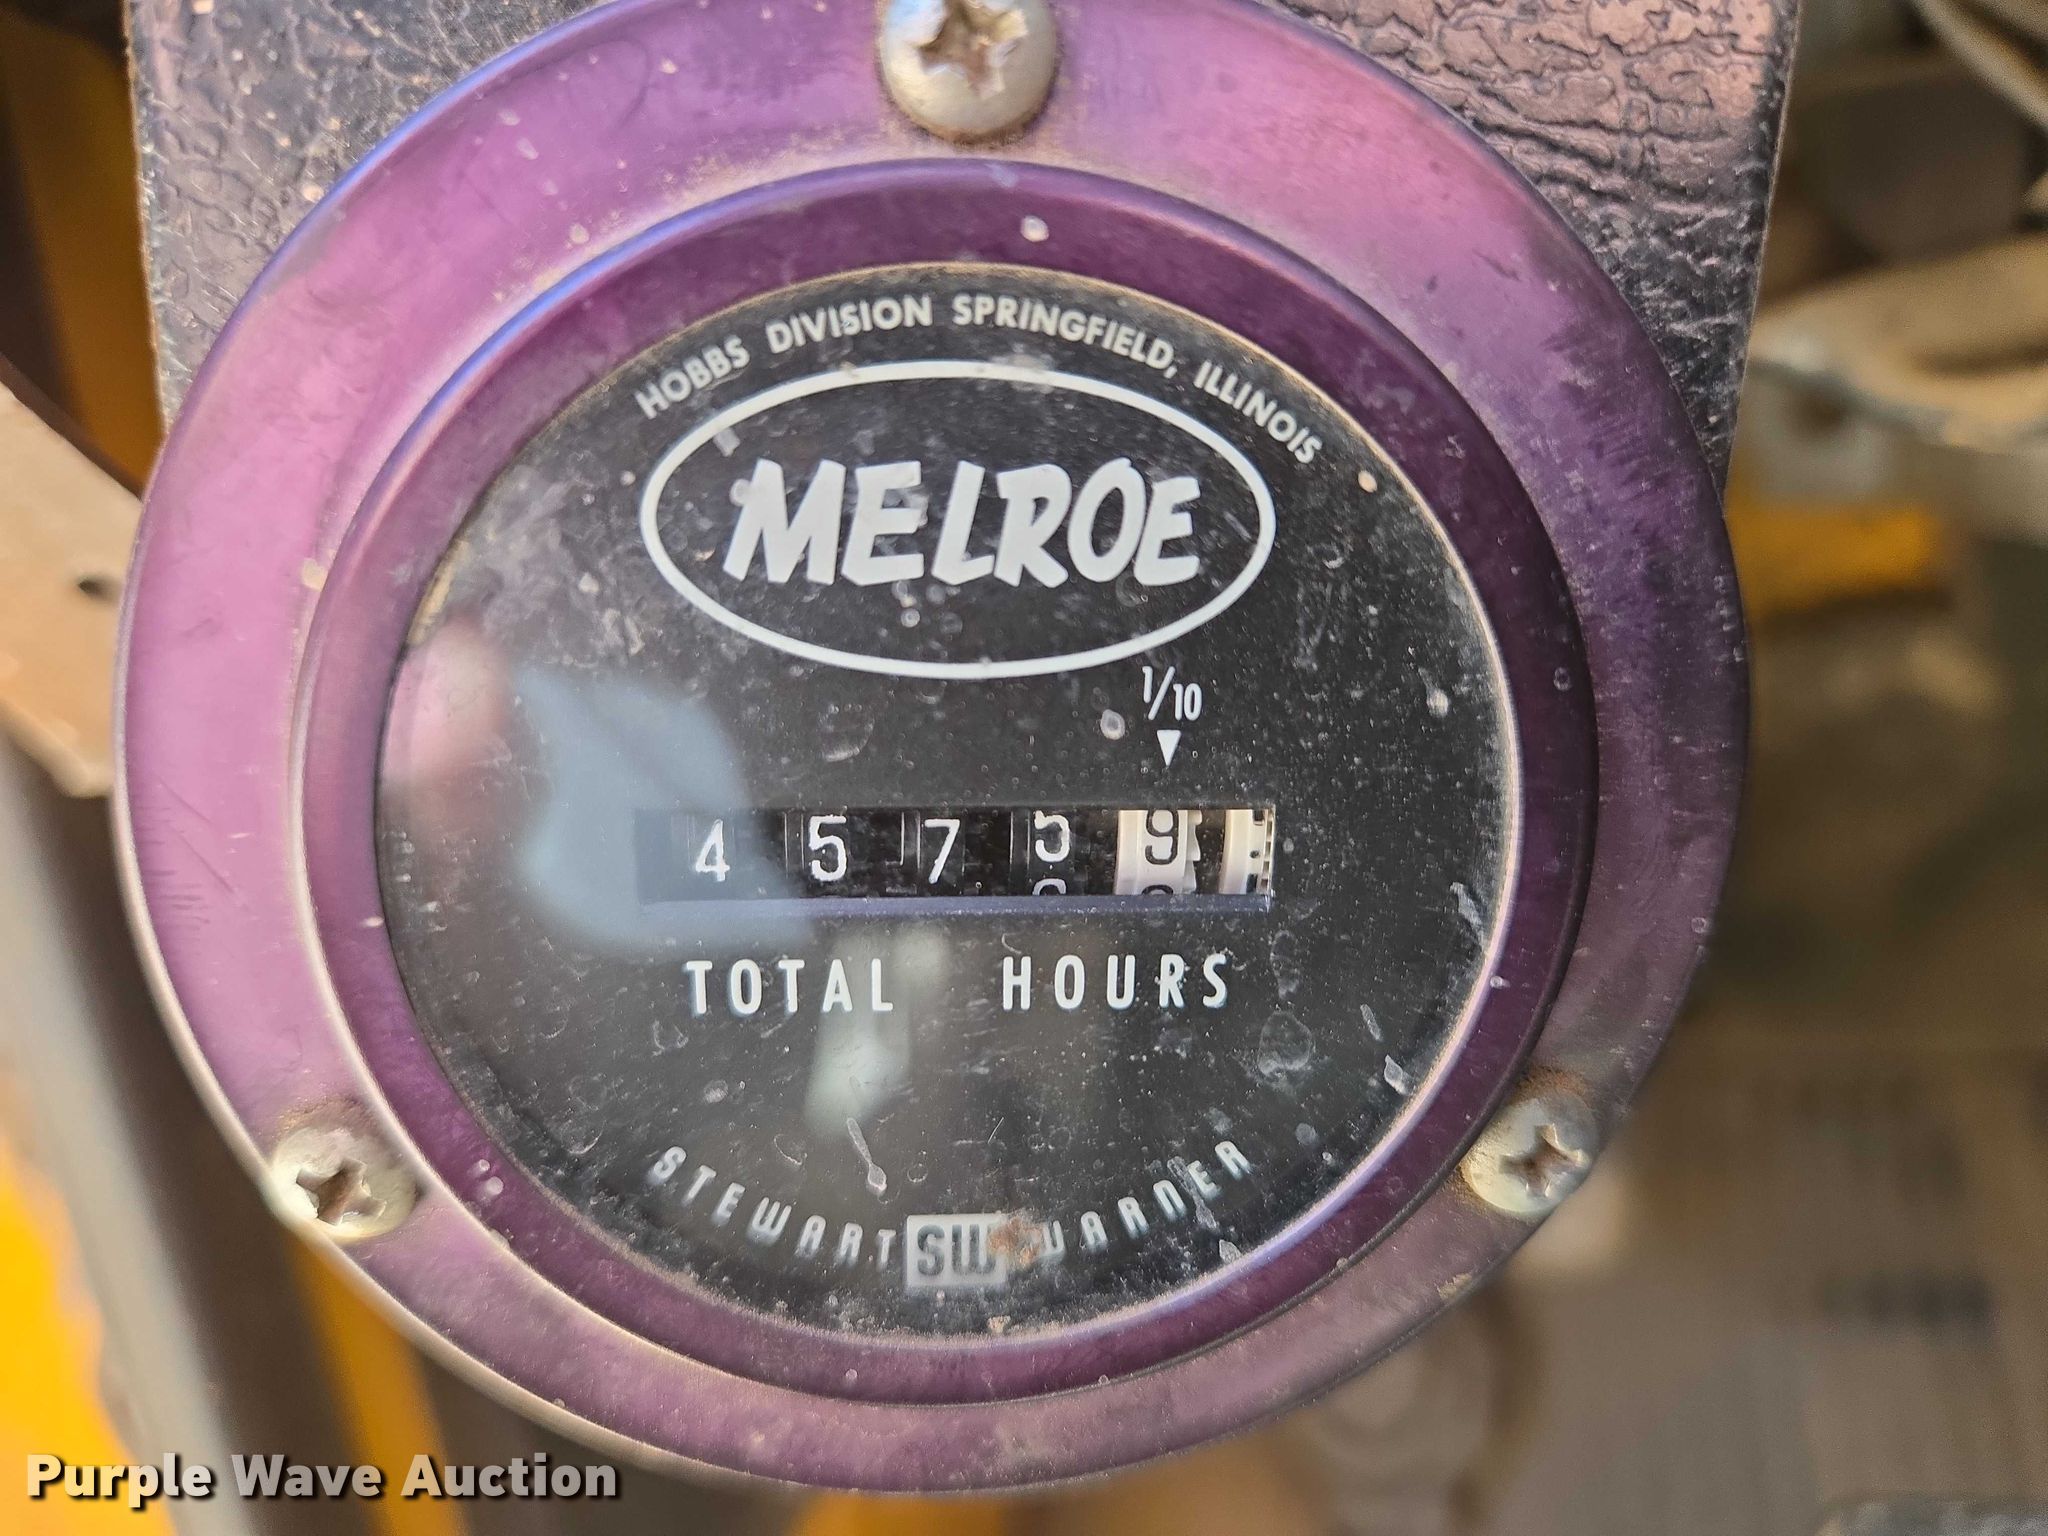 HOBBS DIVISION SPRINGFIELD, ILLINOIS
MELROE
1/10
4 5 7 5 9
TOTAL HOURS
STEWART SW WARNER
Purple Wave Auction